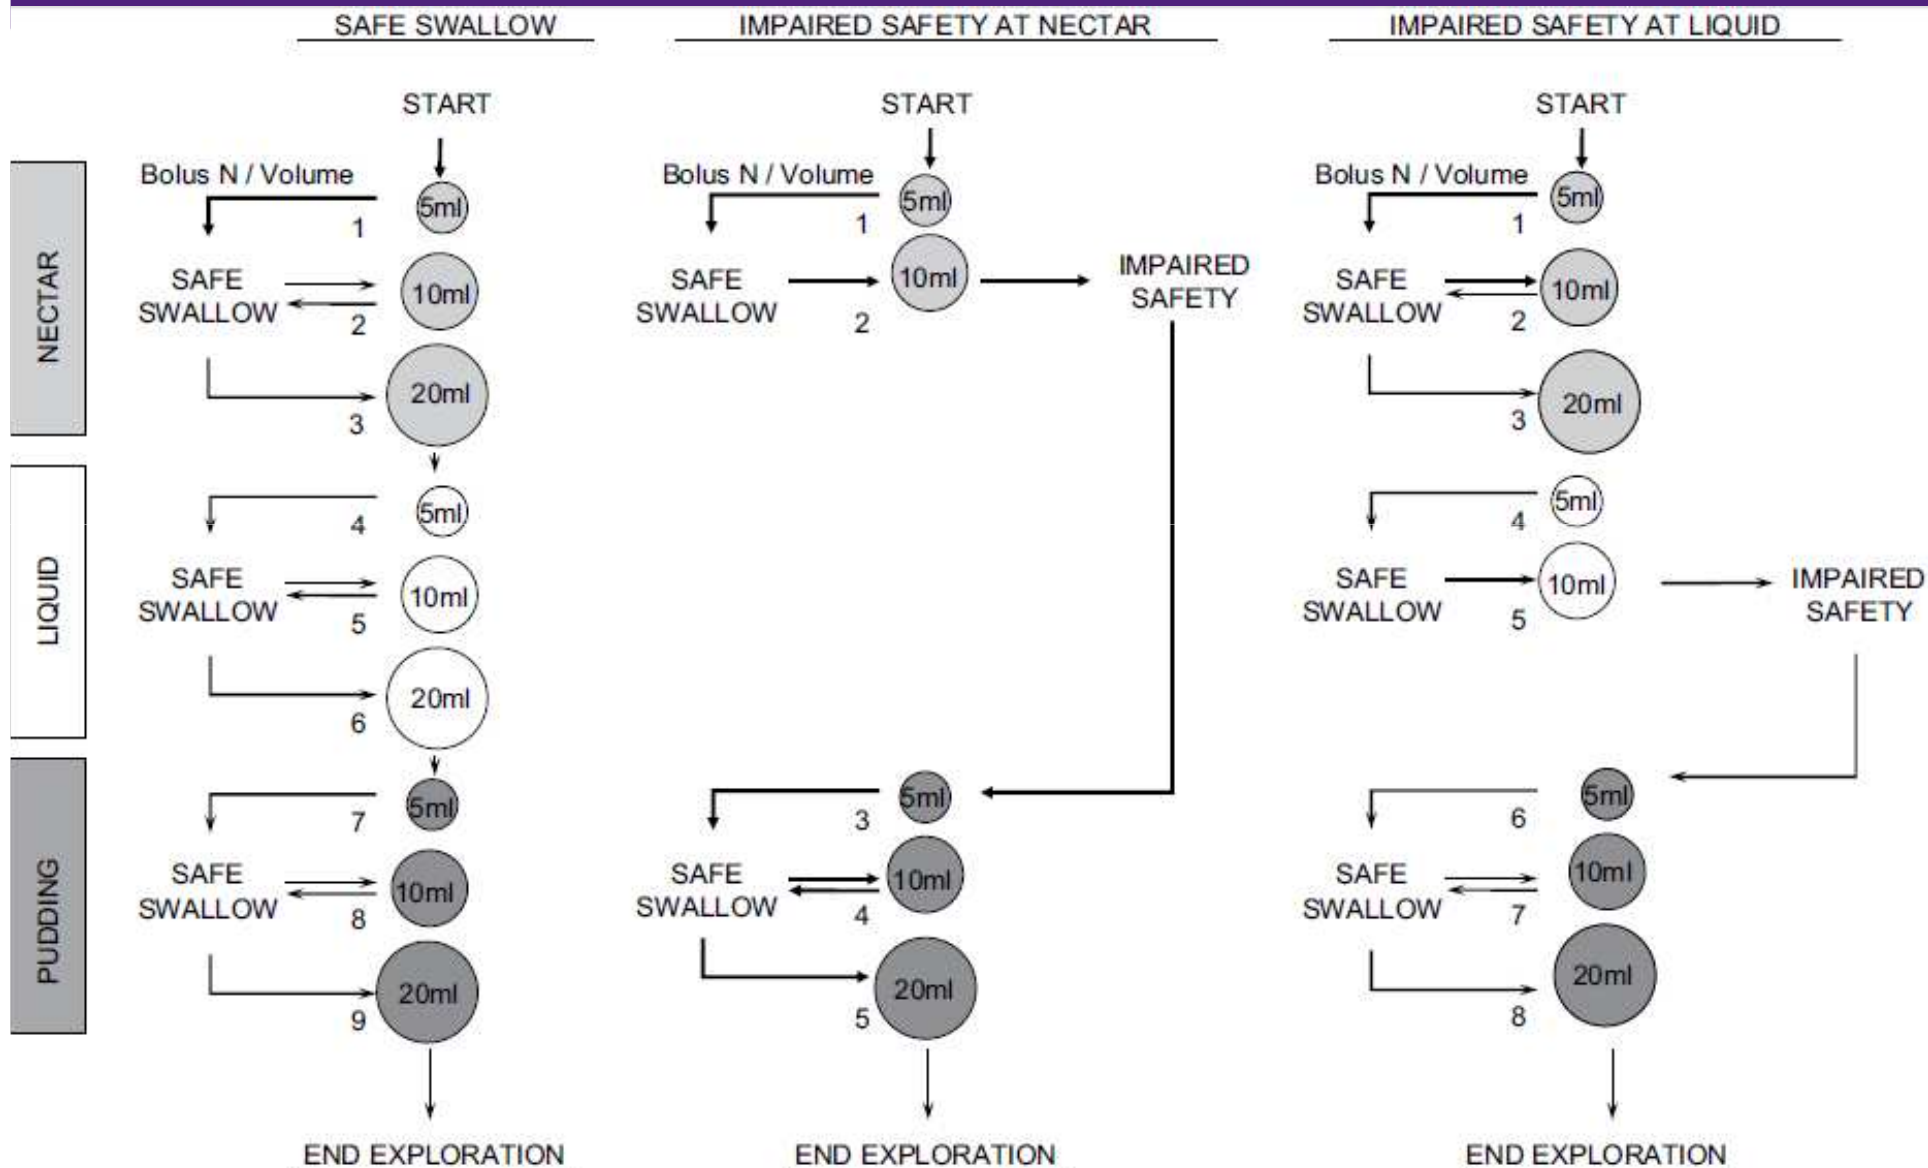 SAFE SWALLOW
START
Bolus N / Volume
5ml
1
SAFE
SWALLOW
10ml
2
20ml
3
5ml
4
SAFE
SWALLOW
10ml
5
20ml
6
5ml
7
SAFE
SWALLOW
10ml
8
20ml
9
END EXPLORATION
IMPAIRED SAFETY AT NECTAR
START
Bolus N / Volume
5ml
1
SAFE
SWALLOW
10ml
2
IMPAIRED
SAFETY
5ml
3
SAFE
SWALLOW
10ml
4
20ml
5
END EXPLORATION
IMPAIRED SAFETY AT LIQUID
START
Bolus N / Volume
5ml
1
SAFE
SWALLOW
10ml
2
20ml
3
5ml
4
SAFE
SWALLOW
10ml
5
IMPAIRED
SAFETY
5ml
6
SAFE
SWALLOW
10ml
7
20ml
8
END EXPLORATION
NECTAR
LIQUID
PUDDING